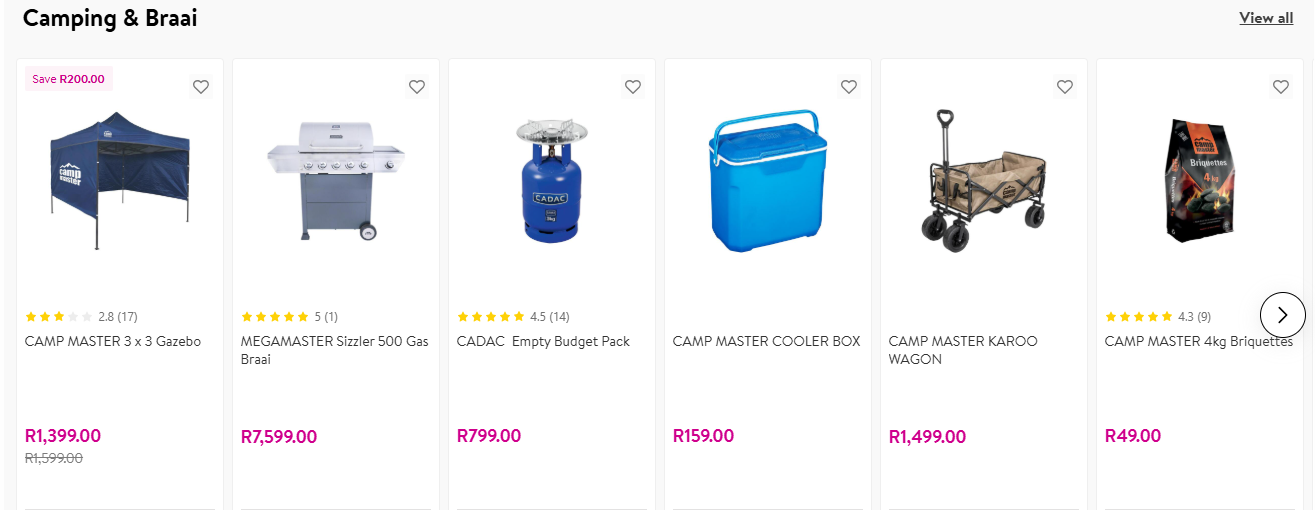 Camping & Braai
View all
Save R200.00
camp
master
CADAC
camp
master
Briquettes
4kg
2.8 (17)
CAMP MASTER 3 x 3 Gazebo
R1,399.00
R1,599.00
5 (1)
MEGAMASTER Sizzler 500 Gas
Braai
R7,599.00
4.5 (14)
CADAC Empty Budget Pack
R799.00
CAMP MASTER COOLER BOX
R159.00
CAMP MASTER KAROO
WAGON
R1,499.00
4.3 (9)
CAMP MASTER 4kg Briquettes
R49.00